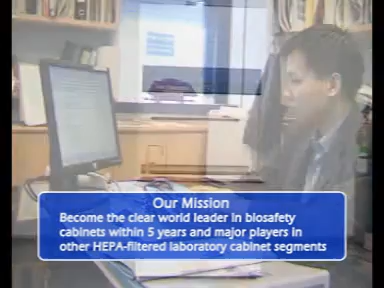 Our Mission
Become the clear world leader in biosafety
cabinets within 5 years and major players in
other HEPA-filtered laboratory cabinet segments